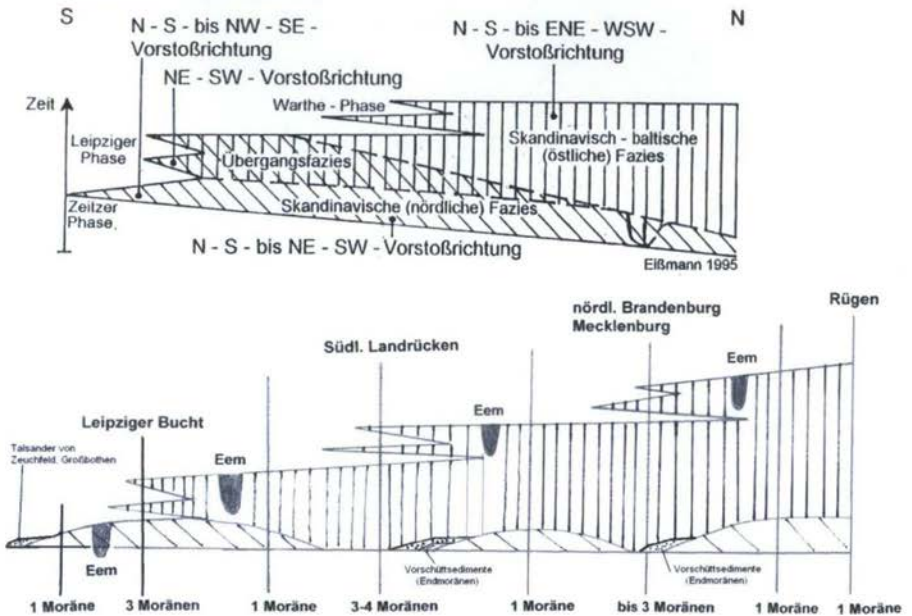 S
N
N - S - bis NW - SE -
Vorstoßrichtung
N - S - bis ENE - WSW -
Vorstoßrichtung
NE - SW - Vorstoßrichtung
Zeit
Warthe - Phase
Leipziger
Phase
Übergangsfazies
Skandinavisch - baltische
(östliche) Fazies
Zeitzer
Phase
Skandinavische (nördliche) Fazies
N - S - bis NE - SW - Vorstoßrichtung
Eißmann 1995
Rügen
nördl. Brandenburg
Mecklenburg
Südl. Landrücken
Eem
Eem
Leipziger Bucht
Talsander von
Zeuchfeld, Großbothen
Eem
Eem
Vorschüttsedimente
(Endmoränen)
Vorschüttsedimente
(Endmoränen)
1 Moräne
3 Moränen
1 Moräne
3-4 Moränen
1 Moräne
bis 3 Moränen
1 Moräne
1 Moräne